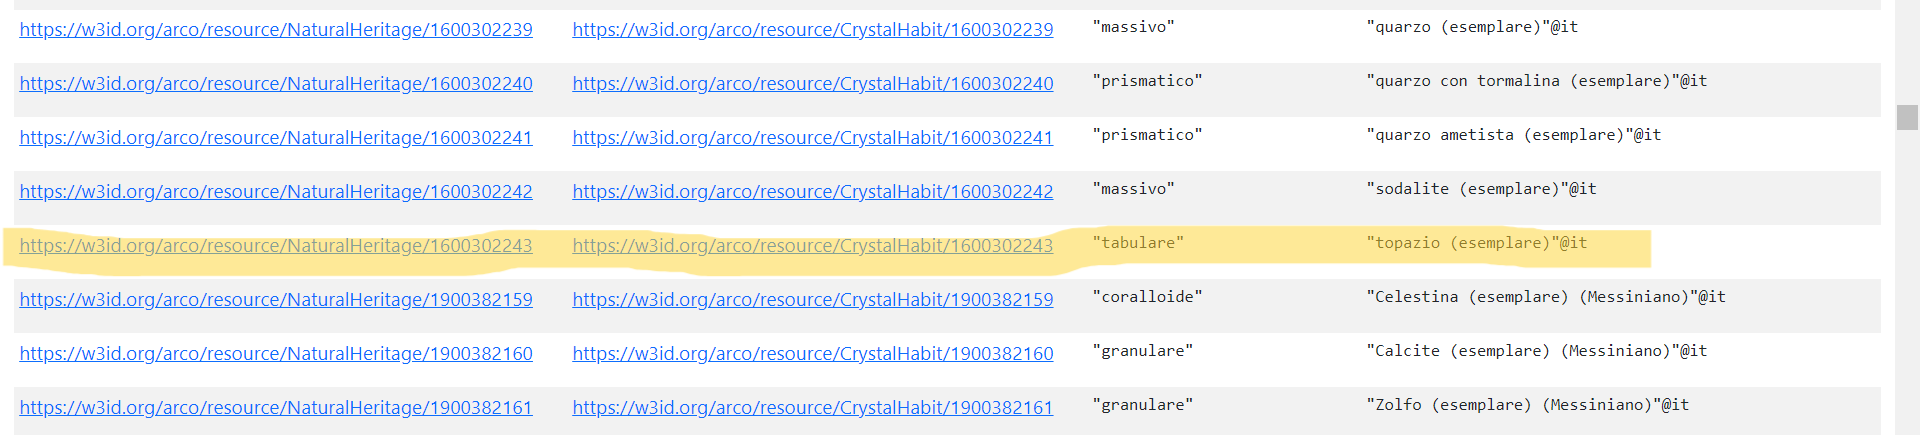 https://w3id.org/arco/resource/NaturalHeritage/1600302239 https://w3id.org/arco/resource/CrystalHabit/1600302239 "massivo" "quarzo (esemplare)"@it
https://w3id.org/arco/resource/NaturalHeritage/1600302240 https://w3id.org/arco/resource/CrystalHabit/1600302240 "prismatico" "quarzo con tormalina (esemplare)"@it
https://w3id.org/arco/resource/NaturalHeritage/1600302241 https://w3id.org/arco/resource/CrystalHabit/1600302241 "prismatico" "quarzo ametista (esemplare)"@it
https://w3id.org/arco/resource/NaturalHeritage/1600302242 https://w3id.org/arco/resource/CrystalHabit/1600302242 "massivo" "sodalite (esemplare)"@it
https://w3id.org/arco/resource/NaturalHeritage/1600302243 https://w3id.org/arco/resource/CrystalHabit/1600302243 "tabulare" "topazio (esemplare)"@it
https://w3id.org/arco/resource/NaturalHeritage/1900382159 https://w3id.org/arco/resource/CrystalHabit/1900382159 "coralloide" "Celestina (esemplare) (Messiniano)"@it
https://w3id.org/arco/resource/NaturalHeritage/1900382160 https://w3id.org/arco/resource/CrystalHabit/1900382160 "granulare" "Calcite (esemplare) (Messiniano)"@it
https://w3id.org/arco/resource/NaturalHeritage/1900382161 https://w3id.org/arco/resource/CrystalHabit/1900382161 "granulare" "Zolfo (esemplare) (Messiniano)"@it